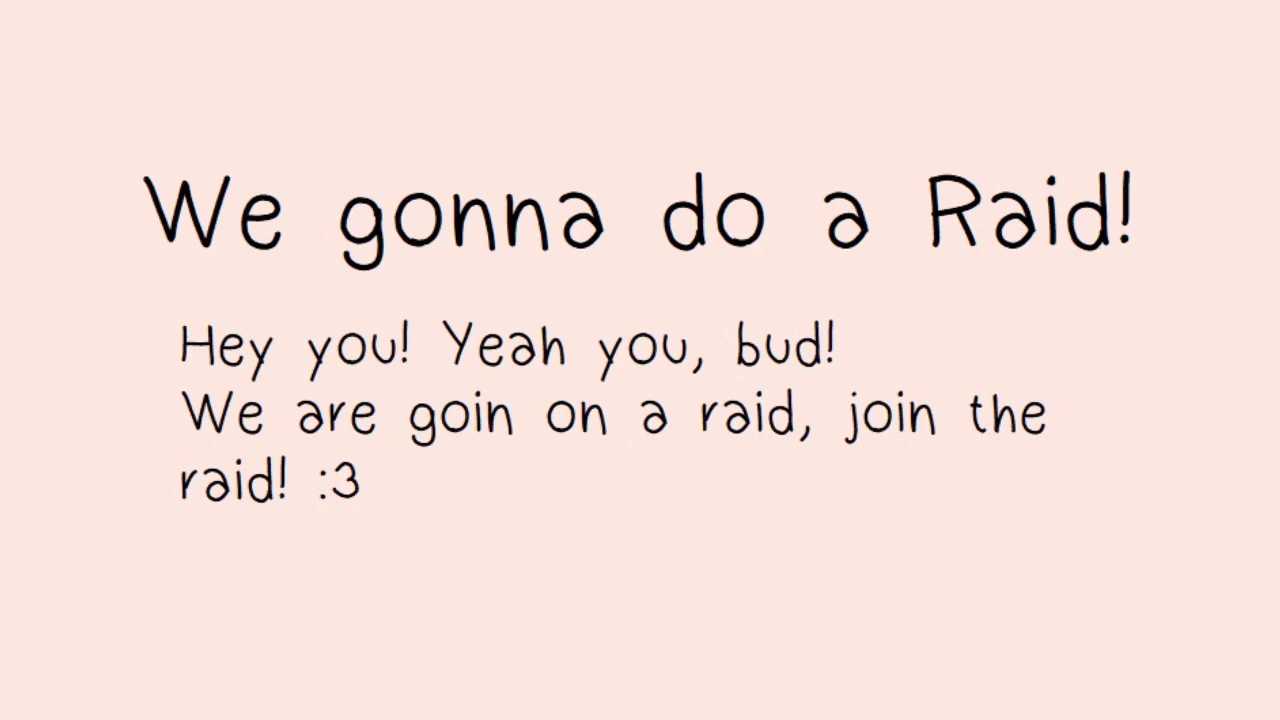 We gonna do a Raid!
Hey you! Yeah you, bud!
We are goin on a raid, join the
raid! :3